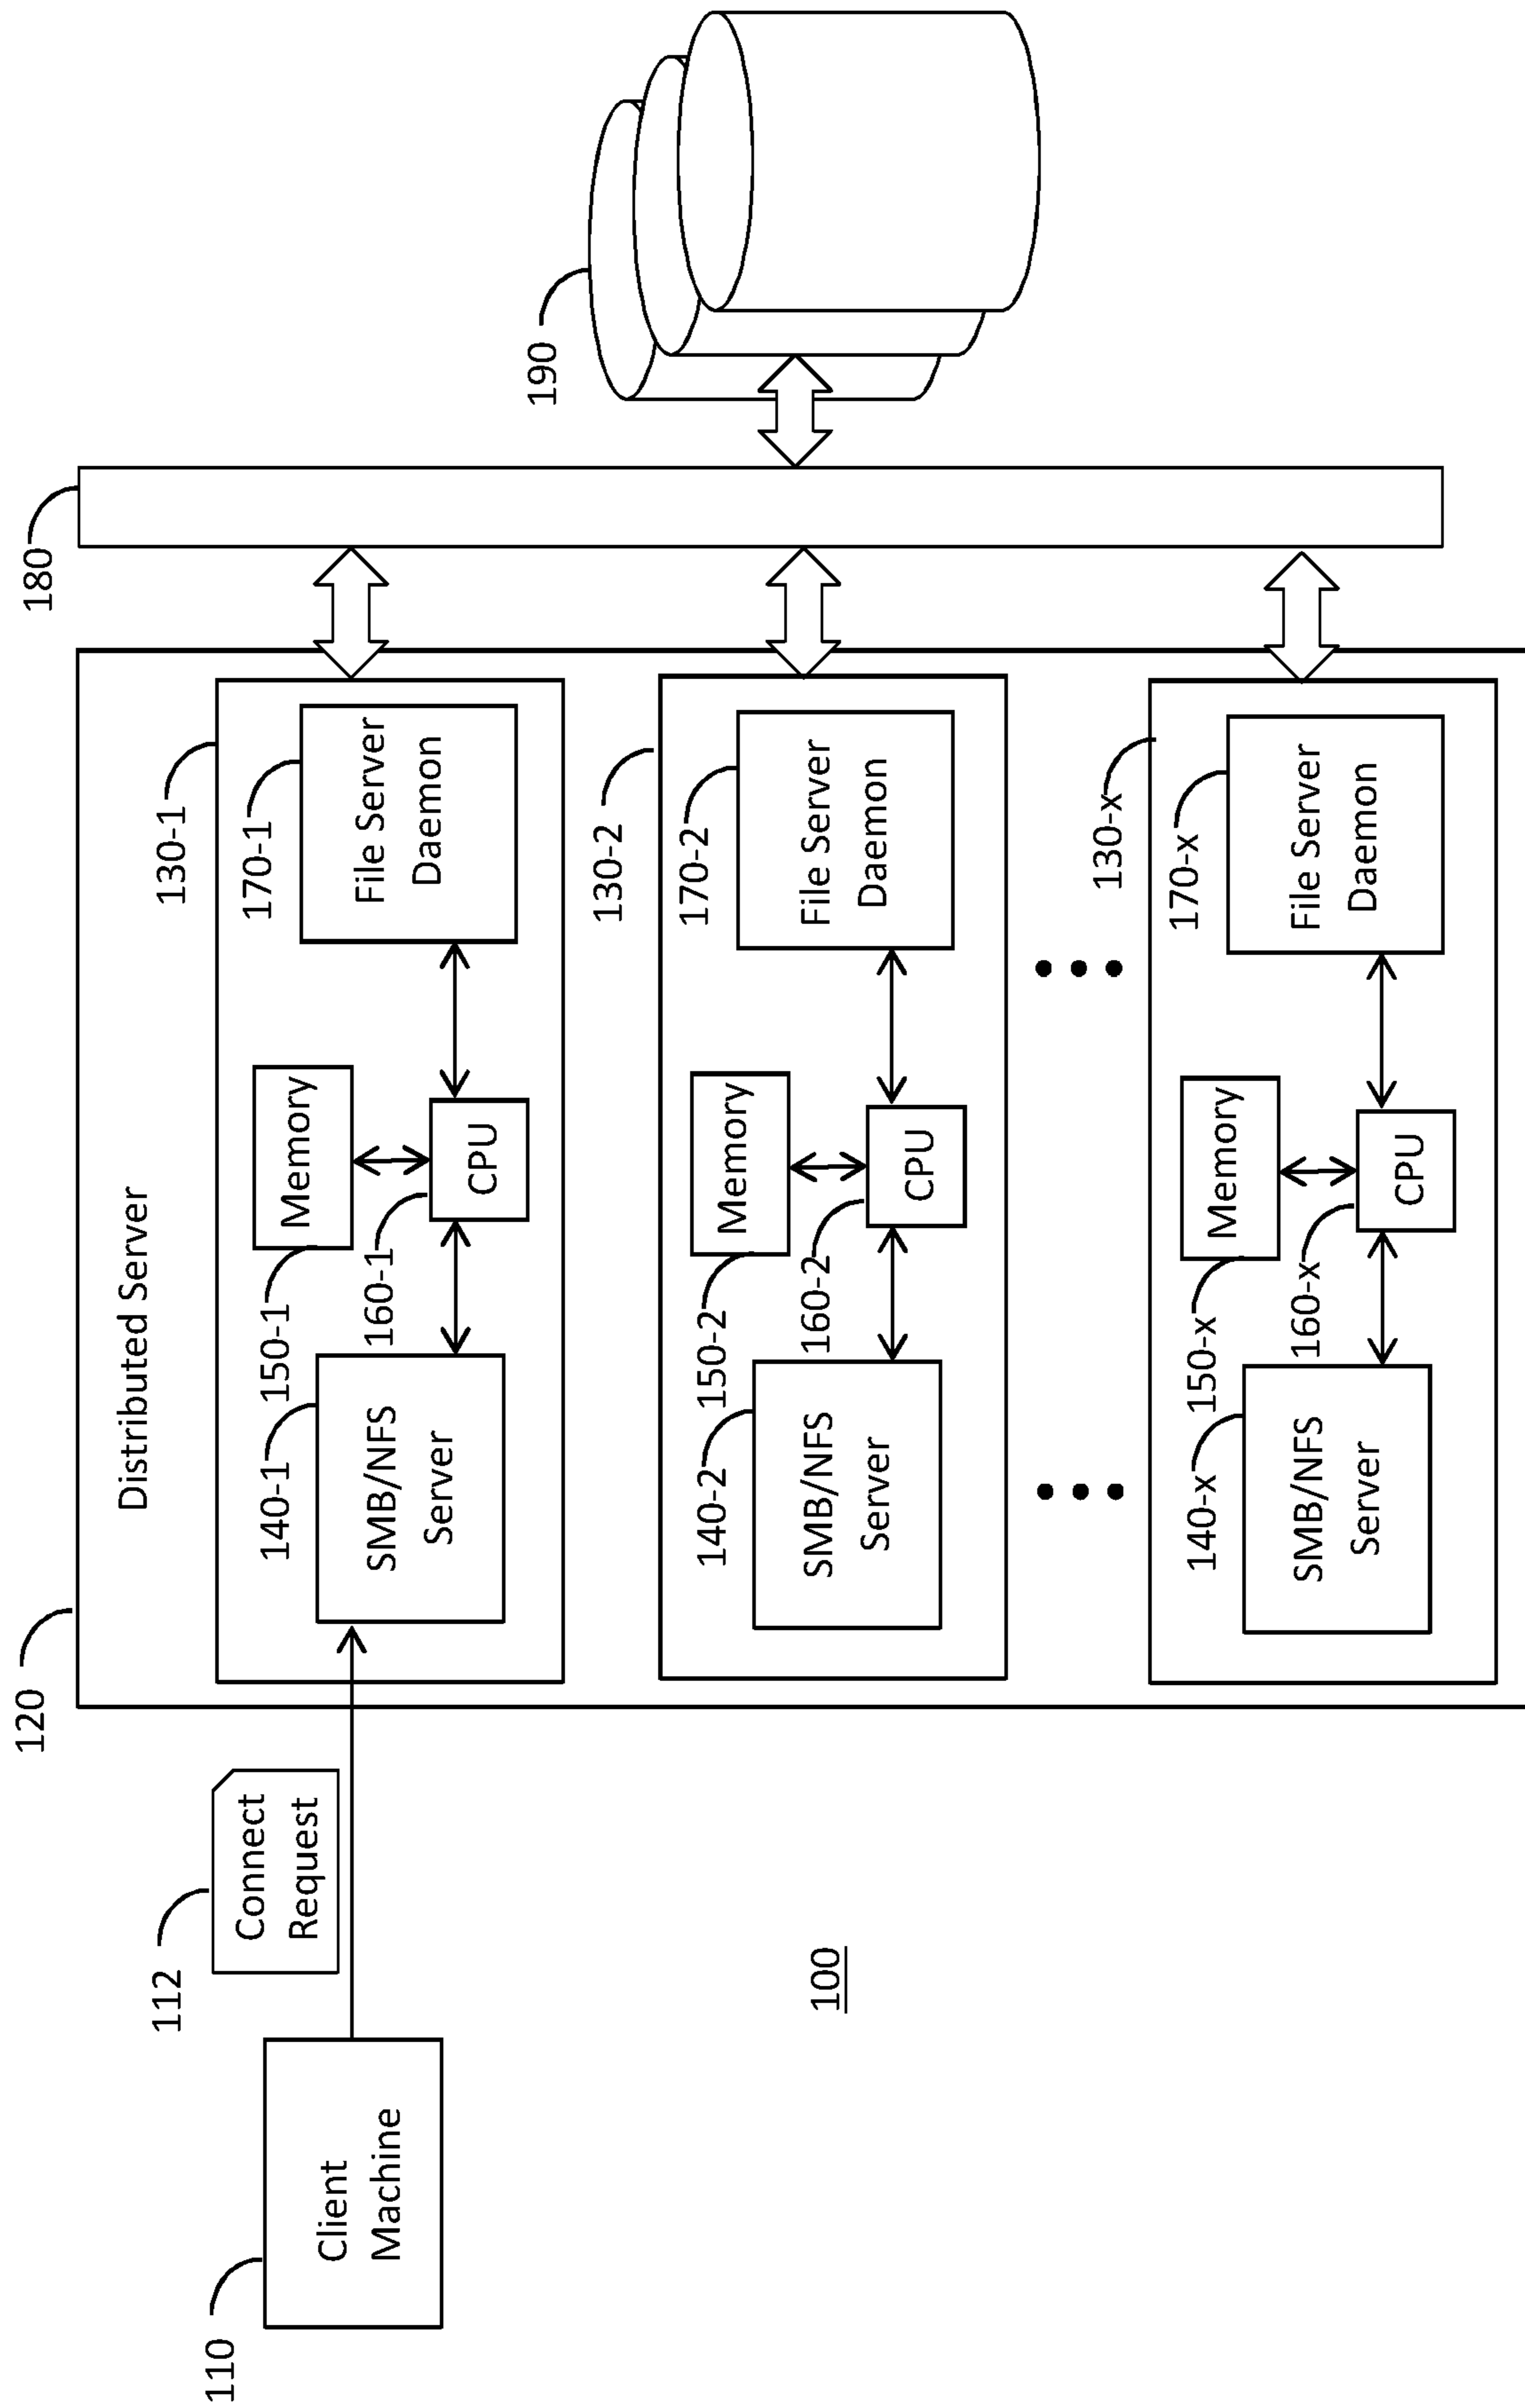 120
Distributed Server
180
190
130-1
112
Connect
Request
110
Client
Machine
140-1
SMB/NFS
Server
150-1
Memory
160-1
CPU
170-1
File Server
Daemon
130-2
140-2
SMB/NFS
Server
150-2
Memory
160-2
CPU
170-2
File Server
Daemon
100
130-x
140-x
SMB/NFS
Server
150-x
Memory
160-x
CPU
170-x
File Server
Daemon